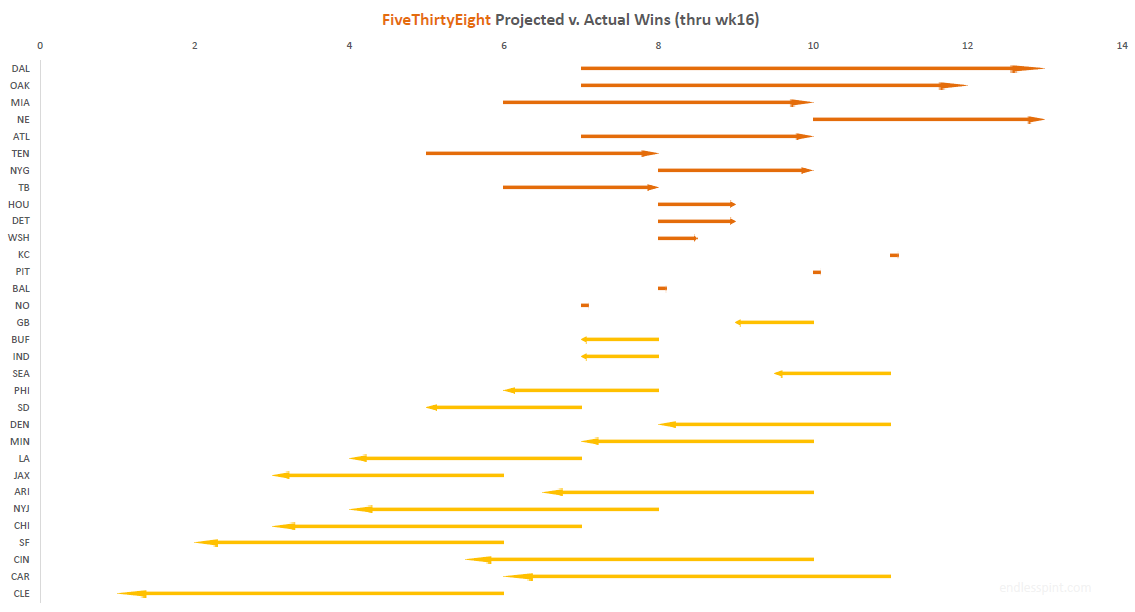 FiveThirtyEight Projected v. Actual Wins (thru wk16)
0 2 4 6 8 10 12 14
DAL
OAK
MIA
NE
ATL
TEN
NYG
TB
HOU
DET
WSH
KC
PIT
BAL
NO
GB
BUF
IND
SEA
PHI
SD
DEN
MIN
LA
JAX
ARI
NYJ
CHI
SF
CIN
CAR
CLE
endlesspint.com